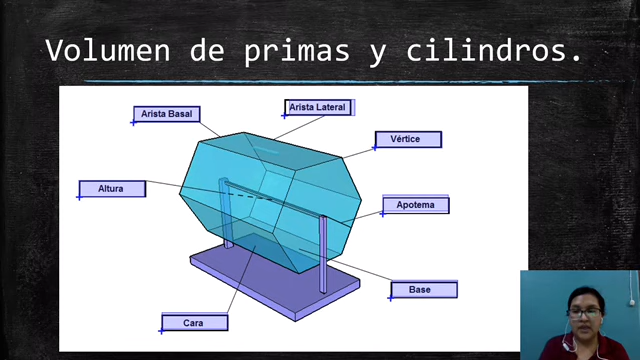 Volumen de primas y cilindros.
Arista Lateral
Arista Basal
Vértice
Altura
Apotema
Base
Cara